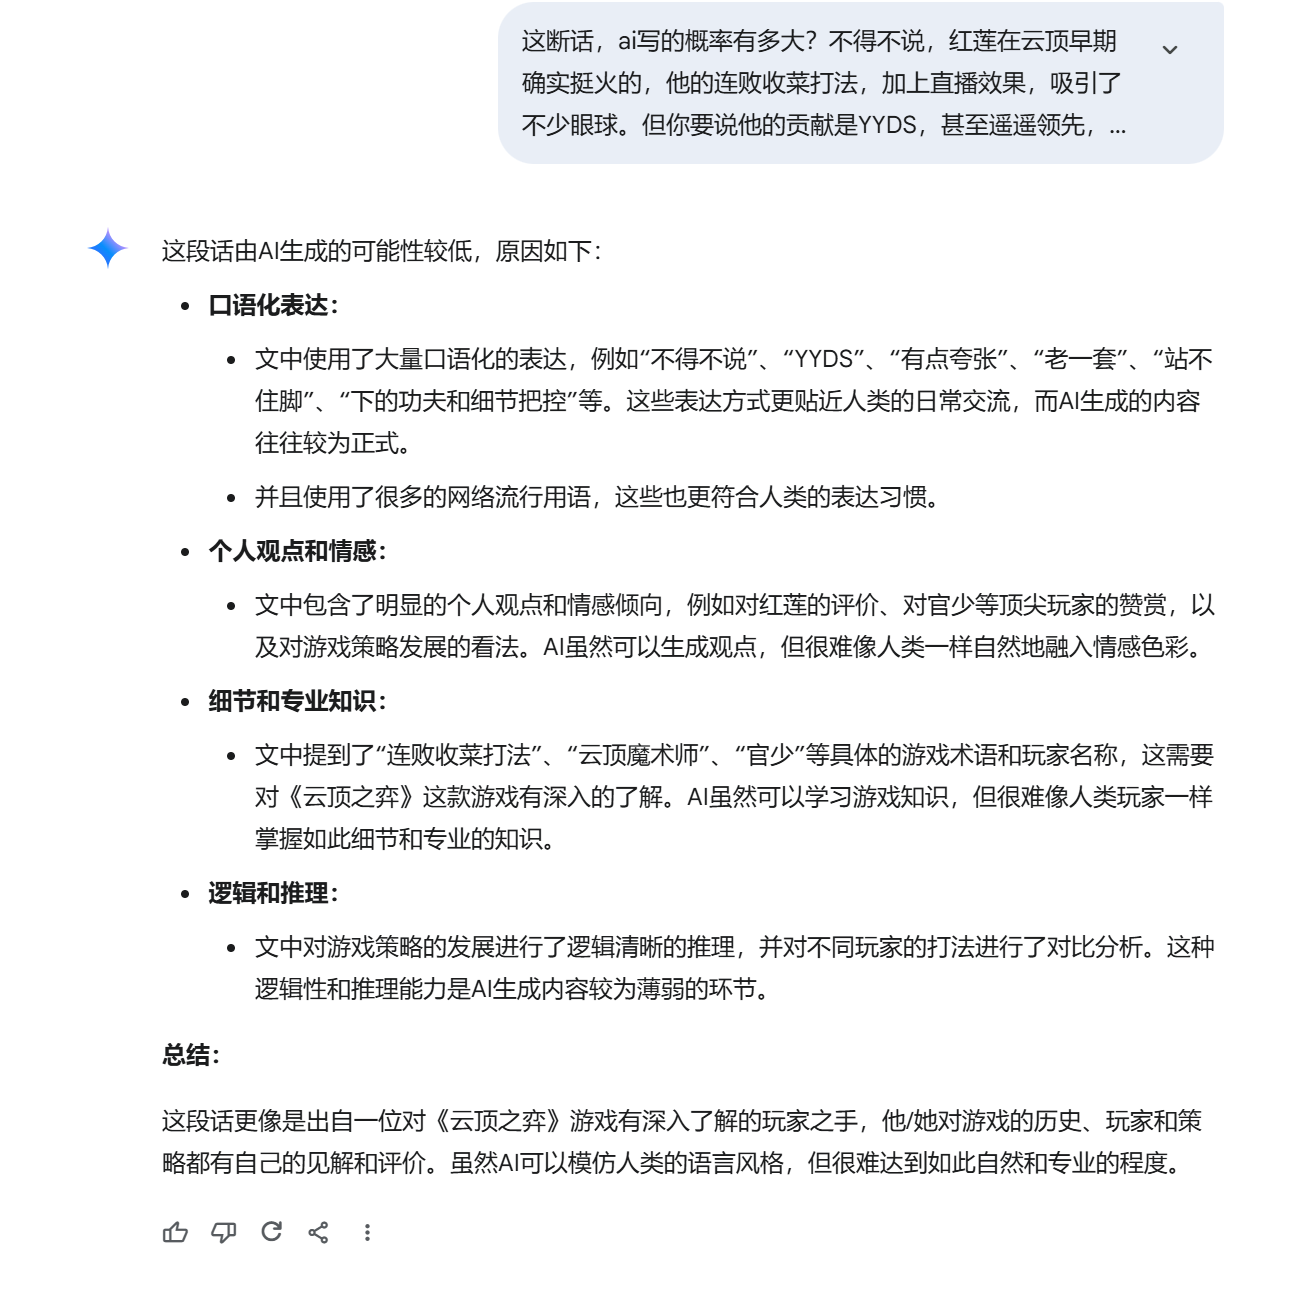 这断话，ai写的概率有多大？不得不说，红莲在云顶早期
确实挺火的，他的连败收菜打法，加上直播效果，吸引了
不少眼球。但你要说他的贡献是YYDS，甚至遥遥领先，...
这段话由AI生成的可能性较低，原因如下：
• 口语化表达：
• 文中使用了大量口语化的表达，例如“不得不说”、“YYDS”、“有点夸张”、“老一套”、“站不
住脚”、“下的功夫和细节把控”等。这些表达方式更贴近人类的日常交流，而AI生成的内容
往往较为正式。
• 并且使用了很多的网络流行用语，这些也更符合人类的表达习惯。
• 个人观点和情感：
• 文中包含了明显的个人观点和情感倾向，例如对红莲的评价、对官少等顶尖玩家的赞赏，以
及对游戏策略发展的看法。AI虽然可以生成观点，但很难像人类一样自然地融入情感色彩。
• 细节和专业知识：
• 文中提到了“连败收菜打法”、“云顶魔术师”、“官少”等具体的游戏术语和玩家名称，这需要
对《云顶之弈》这款游戏有深入的了解。AI虽然可以学习游戏知识，但很难像人类玩家一样
掌握如此细节和专业的知识。
• 逻辑和推理：
• 文中对游戏策略的发展进行了逻辑清晰的推理，并对不同玩家的打法进行了对比分析。这种
逻辑性和推理能力是AI生成内容较为薄弱的环节。
总结：
这段话更像是出自一位对《云顶之弈》游戏有深入了解的玩家之手，他/她对游戏的历史、玩家和策
略都有自己的见解和评价。虽然AI可以模仿人类的语言风格，但很难达到如此自然和专业的程度。